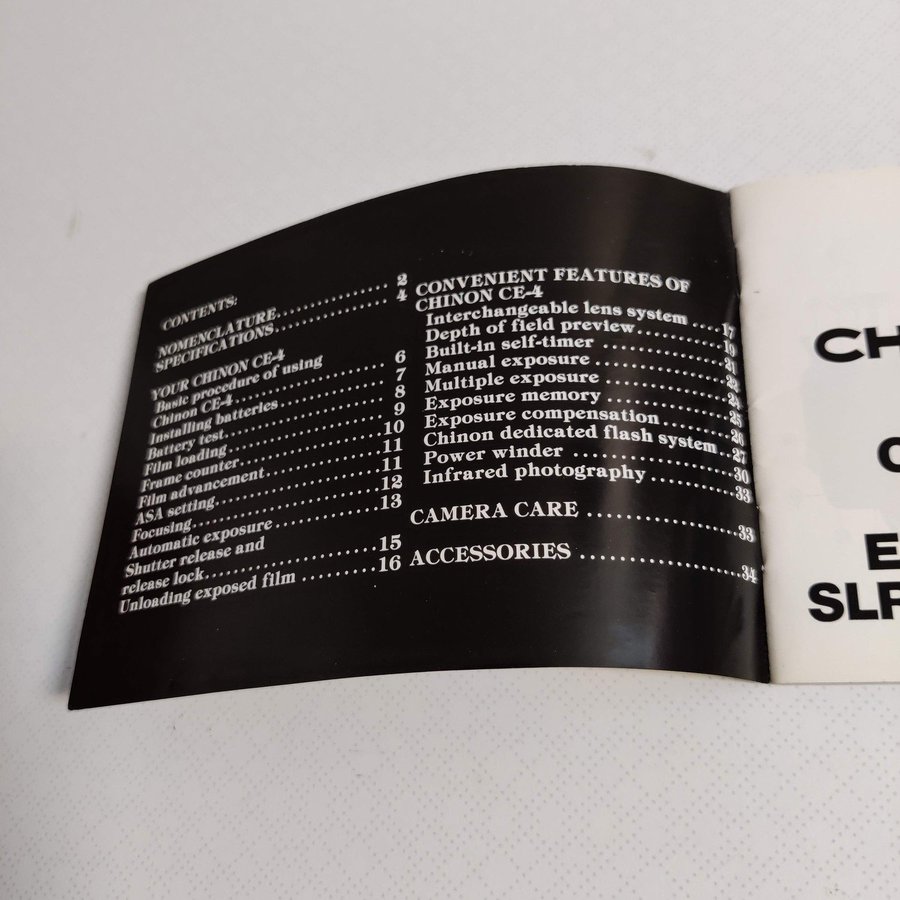 CONTENTS:
NOMENCLATURE..................2
SPECIFICATIONS..................4
YOUR CHINON CE-4
Basic procedure of using
Chinon CE-4..................6
Installing batteries..................7
Battery test..................8
Film loading..................9
Frame counter..................10
Film advancement..................11
ASA setting..................11
Focusing..................12
Automatic exposure..................13
Shutter release and
release lock..................15
Unloading exposed film .........16
CONVENIENT FEATURES OF
CHINON CE-4
Interchangeable lens system ....17
Depth of field preview............19
Built-in self-timer ..................21
Manual exposure ..................22
Multiple exposure ..................24
Exposure memory ..................25
Exposure compensation ............26
Chinon dedicated flash system...27
Power winder ..................30
Infrared photography............33
CAMERA CARE ..................33
ACCESSORIES ..................34
CH
E
SLR